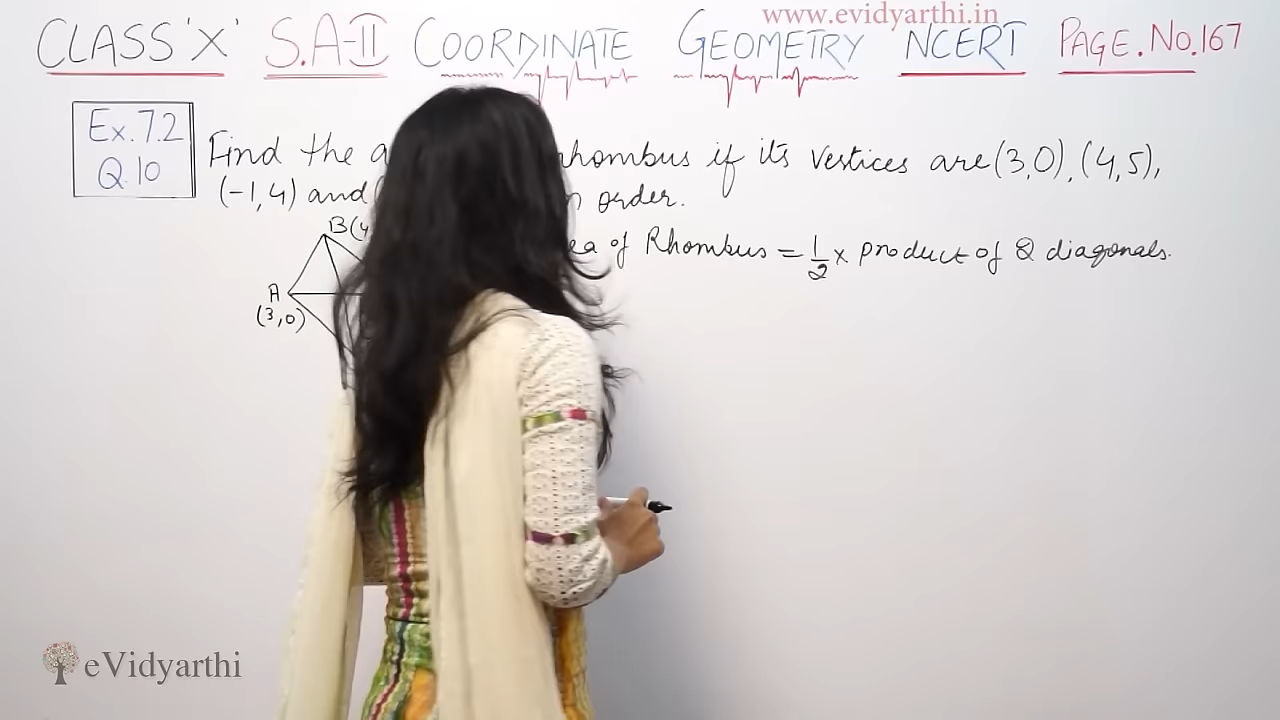 www.evidyarthi.in
CLASS 'X' S.A-II COORDINATE GEOMETRY NCERT PAGE.No.167
Ex.7.2
Q.10
Find the rhombus if its vertices are (3,0), (4,5),
(-1,4) and order.
B(4
of Rhombus = 1/2 x product of 2 diagonals.
A
(3,0)
eVidyarthi